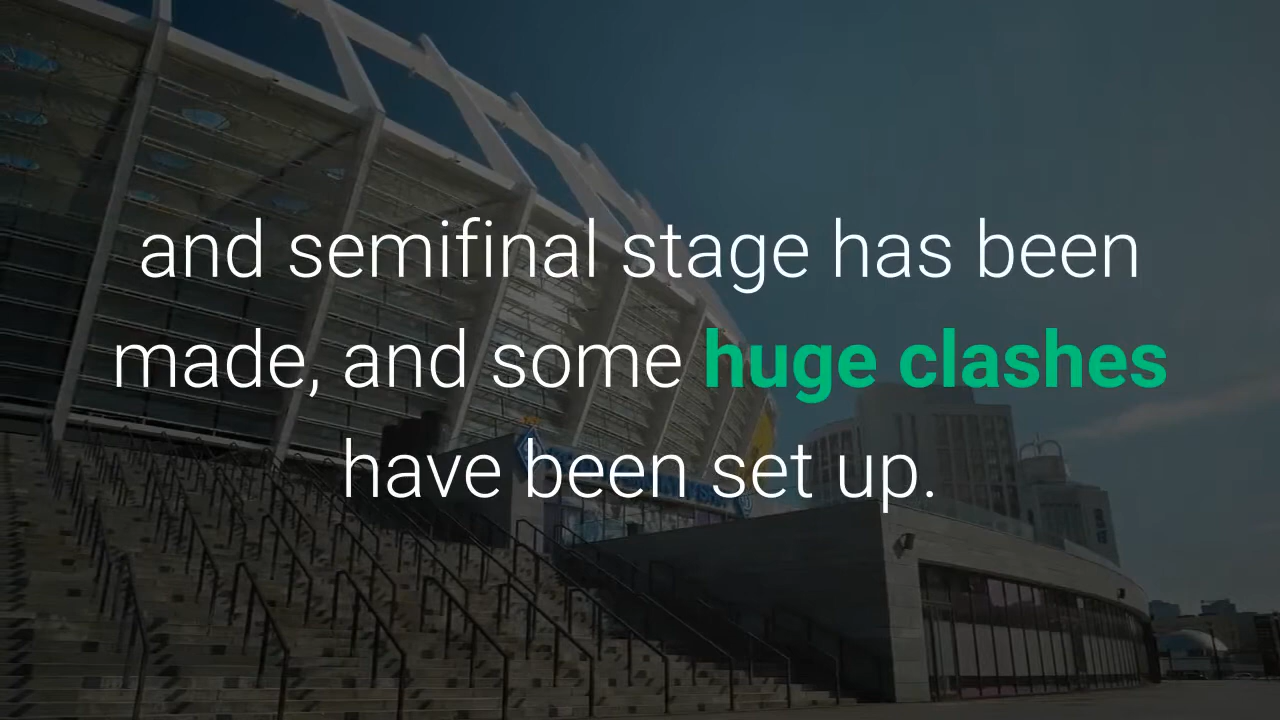 and semifinal stage has been
made, and some huge clashes
have been set up.